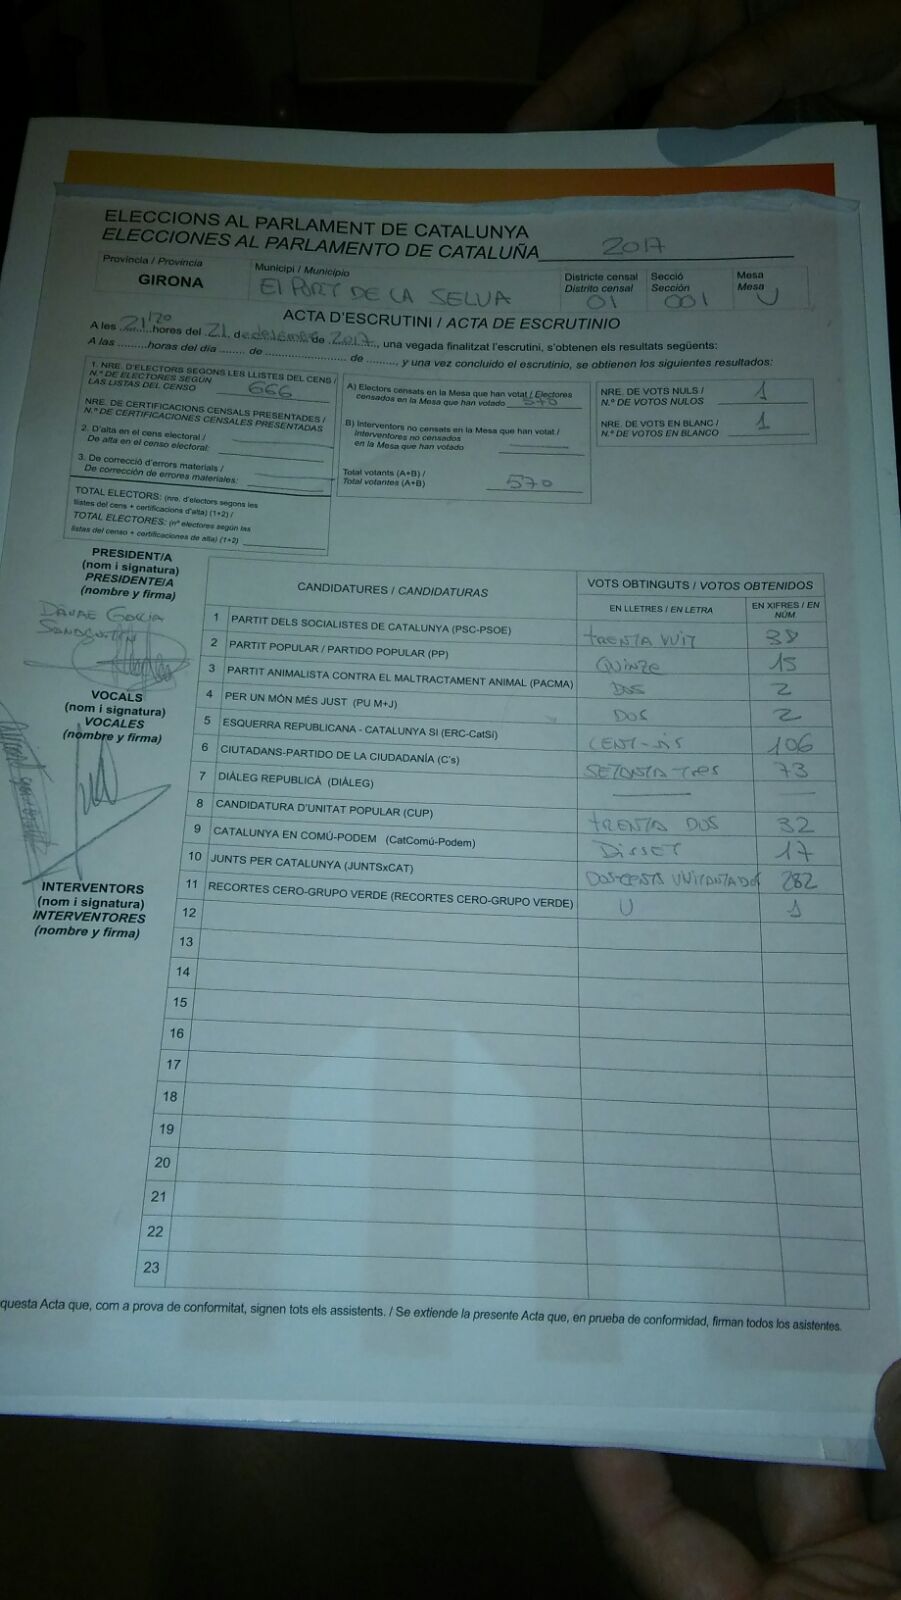 ELECCIONS AL PARLAMENT DE CATALUNYA
ELECCIONES AL PARLAMENTO DE CATALUÑA 2017
Província / Provincia
GIRONA
Municipi / Municipio
El PORT DE LA SELVA
Districte censal
Distrito censal
01
Secció
Sección
001
Mesa
Mesa
U
ACTA D'ESCRUTINI / ACTA DE ESCRUTINIO
A les 21'20 hores del 21 de desembre de 2017, una vegada finalitzat l'escrutini, s'obtenen els resultats següents:
A las .........horas del día ........ de ......................... de ........ y una vez concluido el escrutinio, se obtienen los siguientes resultados:
1. NRE. D'ELECTORS SEGONS LES LLISTES DEL CENS /
N.º DE ELECTORES SEGÚN
LAS LISTAS DEL CENSO 666
NRE. DE CERTIFICACIONS CENSALS PRESENTADES /
N.º DE CERTIFICACIONES CENSALES PRESENTADAS
2. D'alta en el cens electoral /
De alta en el censo electoral:
3. De correcció d'errors materials /
De corrección de errores materiales:
TOTAL ELECTORS: (nre. d'electors segons les
llistes del cens + certificacions d'alta) (1+2) /
TOTAL ELECTORES: (nº electores según las
listas del censo + certificaciones de alta) (1+2)
A) Electors censats en la Mesa que han votat / Electores
censados en la Mesa que han votado 570
B) Interventors no censats en la Mesa que han votat /
Interventores no censados
en la Mesa que han votado
Total votants (A+B) /
Total votantes (A+B) 570
NRE. DE VOTS NULS /
N.º DE VOTOS NULOS 1
NRE. DE VOTS EN BLANC /
N.º DE VOTOS EN BLANCO 1
PRESIDENT/A
(nom i signatura)
PRESIDENTE/A
(nombre y firma)
VOCALS
(nom i signatura)
VOCALES
(nombre y firma)
INTERVENTORS
(nom i signatura)
INTERVENTORES
(nombre y firma)
CANDIDATURES / CANDIDATURAS
VOTS OBTINGUTS / VOTOS OBTENIDOS
EN LLETRES / EN LETRA
EN XIFRES / EN NÚM
1 PARTIT DELS SOCIALISTES DE CATALUNYA (PSC-PSOE) TRENTA VUIT 38
2 PARTIT POPULAR / PARTIDO POPULAR (PP) QUINZE 15
3 PARTIT ANIMALISTA CONTRA EL MALTRACTAMENT ANIMAL (PACMA) DOS 2
4 PER UN MÓN MÉS JUST (PU M+J) DOS 2
5 ESQUERRA REPUBLICANA - CATALUNYA SÍ (ERC-CatSí) CENT-SIS 106
6 CIUTADANS-PARTIDO DE LA CIUDADANÍA (C's) SETANTA TRES 73
7 DIÀLEG REPUBLICÀ (DIÀLEG)
8 CANDIDATURA D'UNITAT POPULAR (CUP) TRENTA DOS 32
9 CATALUNYA EN COMÚ-PODEM (CatComú-Podem) DISSET 17
10 JUNTS PER CATALUNYA (JUNTSxCAT) DOS-CENTS VUITANTADOS 282
11 RECORTES CERO-GRUPO VERDE (RECORTES CERO-GRUPO VERDE) U 1
12
13
14
15
16
17
18
19
20
21
22
23
questa Acta que, com a prova de conformitat, signen tots els assistents. / Se extiende la presente Acta que, en prueba de conformidad, firman todos los asistentes.